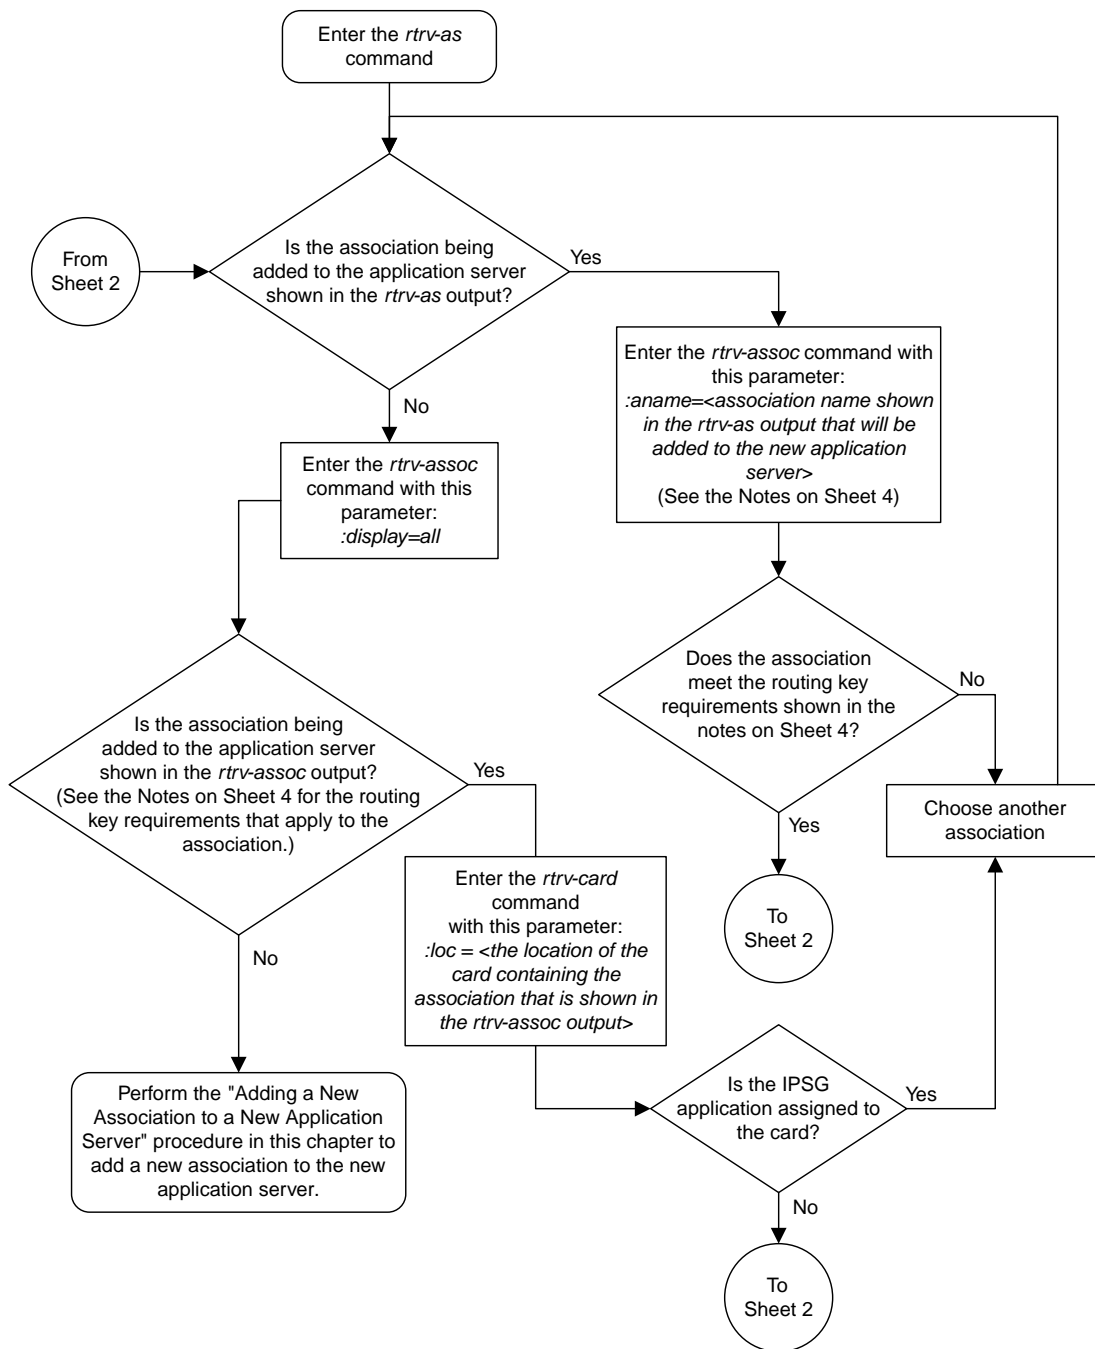 Enter the rtrv-as
command
From
Sheet 2
Is the association being
added to the application server
shown in the rtrv-as output?
Yes
No
Enter the rtrv-assoc command with
this parameter:
:aname=<association name shown
in the rtrv-as output that will be
added to the new application
server>
(See the Notes on Sheet 4)
Enter the rtrv-assoc
command with this
parameter:
:display=all
Does the association
meet the routing key
requirements shown in the
notes on Sheet 4?
No
Yes
Choose another
association
To
Sheet 2
Is the association being
added to the application server
shown in the rtrv-assoc output?
(See the Notes on Sheet 4 for the routing
key requirements that apply to the
association.)
Yes
No
Enter the rtrv-card
command
with this parameter:
:loc = <the location of the
card containing the
association that is shown in
the rtrv-assoc output>
Perform the "Adding a New
Association to a New Application
Server" procedure in this chapter to
add a new association to the new
application server.
Is the IPSG
application assigned to
the card?
Yes
No
To
Sheet 2